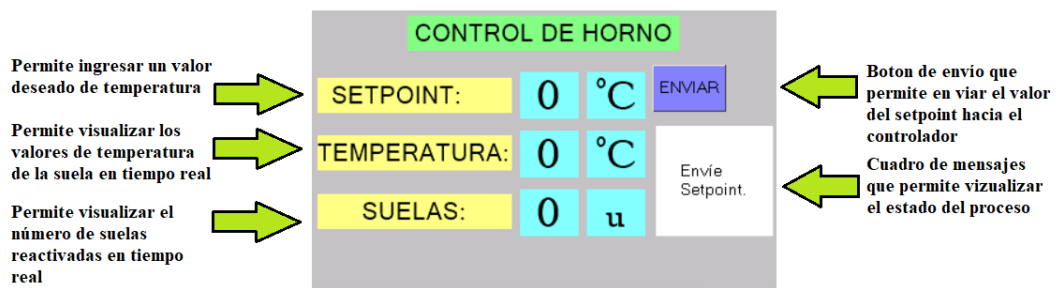 CONTROL DE HORNO
Permite ingresar un valor
deseado de temperatura
SETPOINT: 0 °C ENVIAR
Boton de envío que
permite en viar el valor
del setpoint hacia el
controlador
Permite visualizar los
valores de temperatura
de la suela en tiempo real
TEMPERATURA: 0 °C
Envíe
Setpoint.
Cuadro de mensajes
que permite vizualizar
el estado del proceso
Permite visualizar el
número de suelas
reactivadas en tiempo
real
SUELAS: 0 u